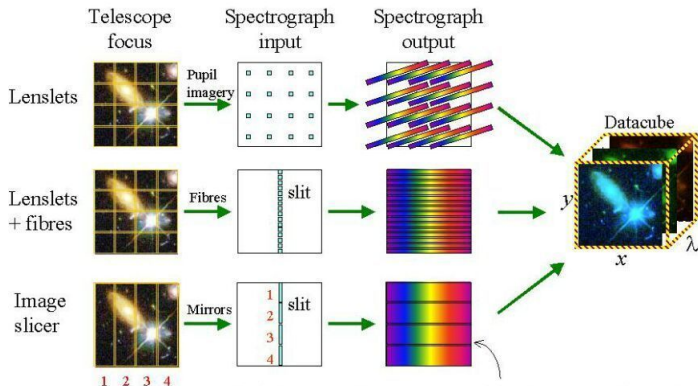 Telescope
focus
Spectrograph
input
Spectrograph
output
Lenslets
Pupil
imagery
Datacube
Lenslets
+ fibres
Fibres
slit
y
x
λ
Image
slicer
Mirrors
1
2
3
4
slit
1 2 3 4